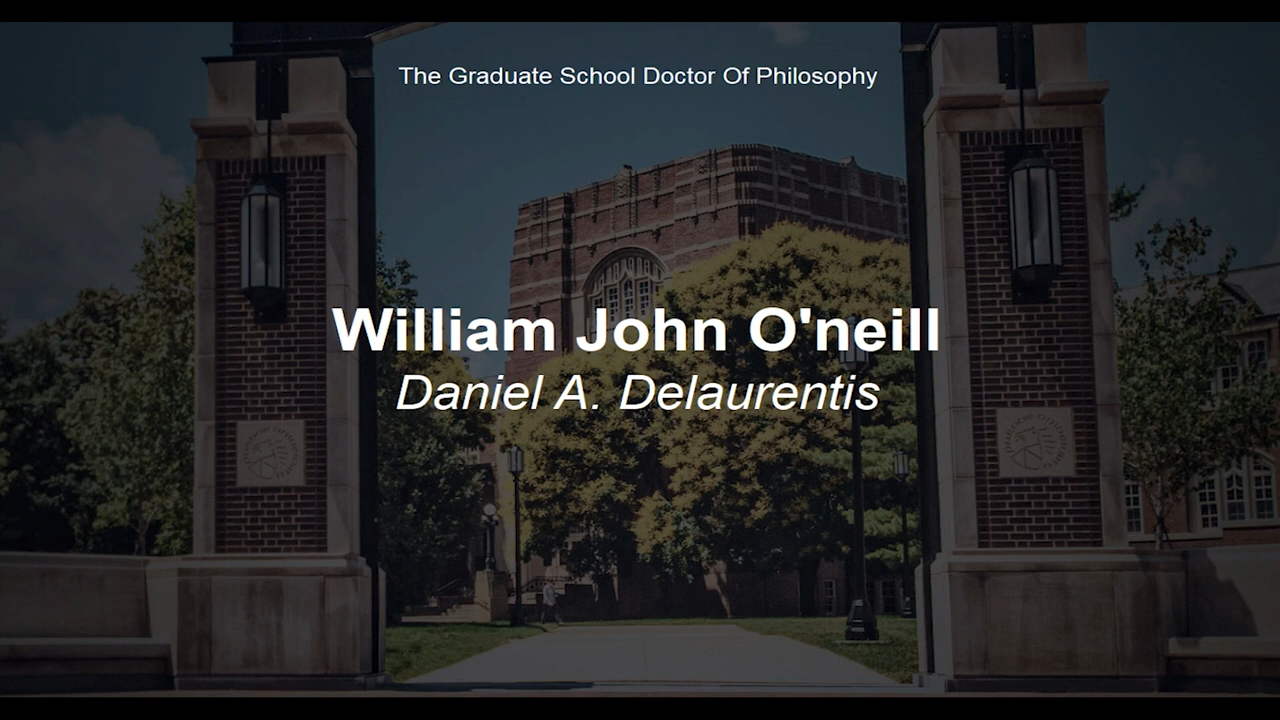 The Graduate School Doctor Of Philosophy
William John O'neill
Daniel A. Delaurentis